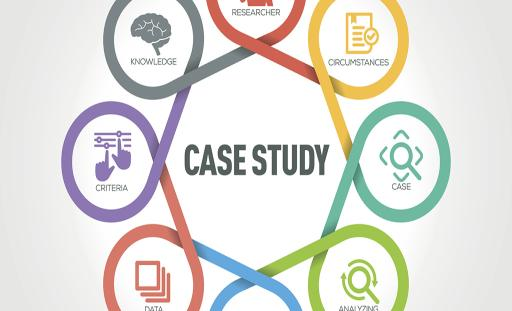 RESEARCHER
KNOWLEDGE
CIRCUMSTANCES
CASE STUDY
CRITERIA
CASE
DATA
ANALYZING